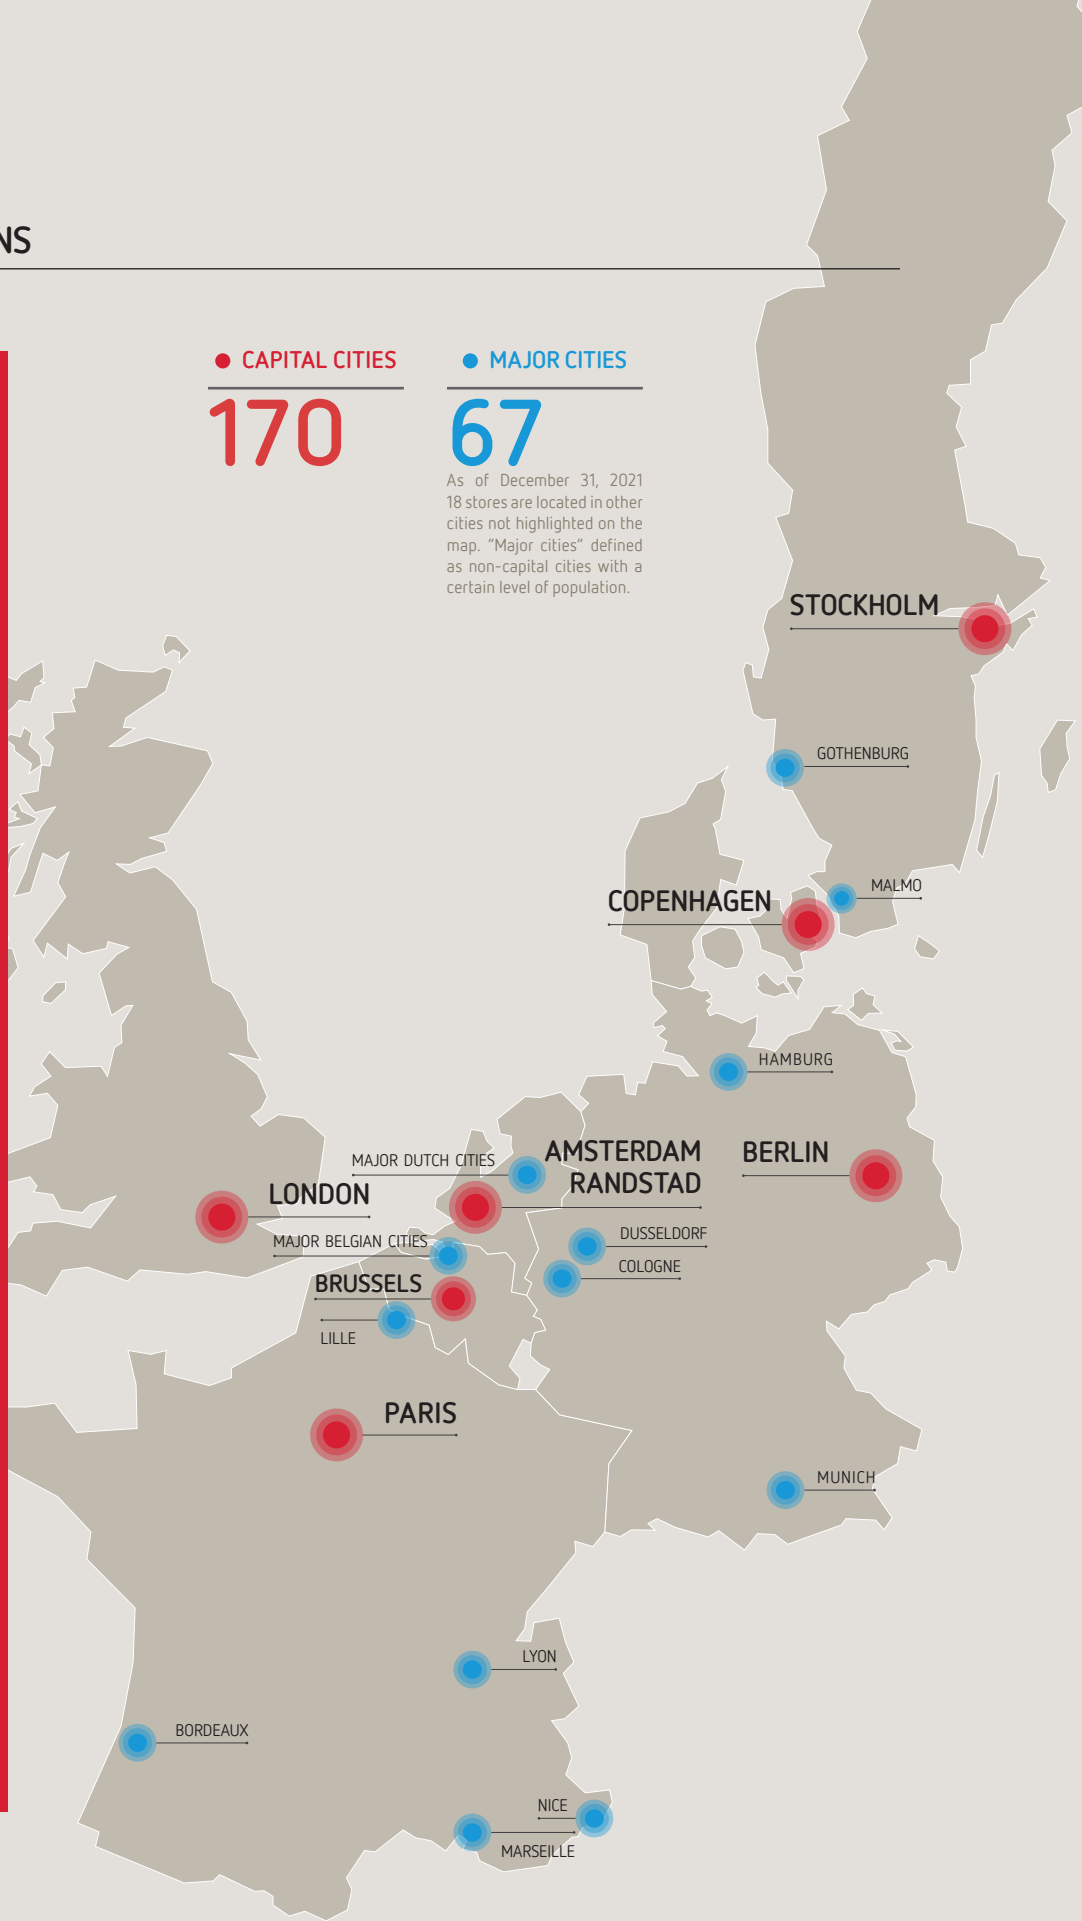 NS
CAPITAL CITIES
170
MAJOR CITIES
67
As of December 31, 2021
18 stores are located in other
cities not highlighted on the
map. "Major cities" defined
as non-capital cities with a
certain level of population.
STOCKHOLM
GOTHENBURG
MALMO
COPENHAGEN
HAMBURG
AMSTERDAM
RANDSTAD
BERLIN
MAJOR DUTCH CITIES
LONDON
MAJOR BELGIAN CITIES
DUSSELDORF
COLOGNE
BRUSSELS
LILLE
PARIS
MUNICH
LYON
BORDEAUX
NICE
MARSEILLE